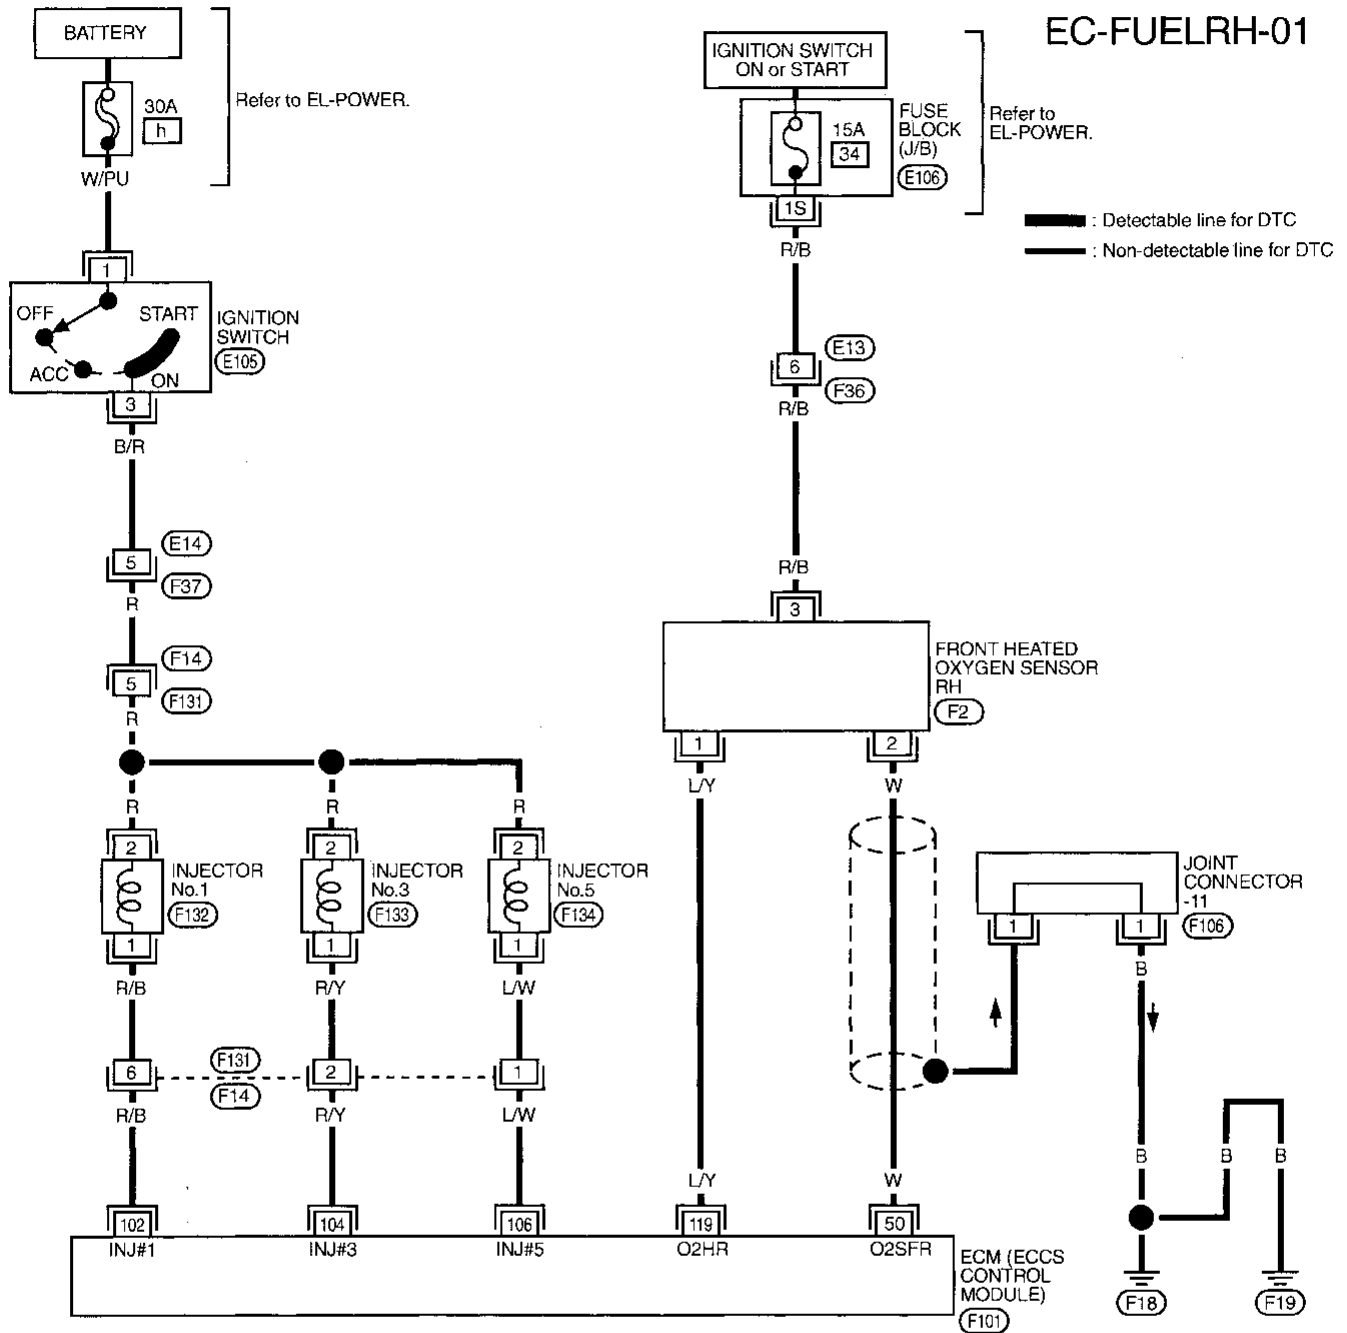 EC-FUELRH-01
BATTERY
30A
h
Refer to EL-POWER.
W/PU
1
OFF
START
ACC
ON
IGNITION
SWITCH
E105
3
B/R
5
E14
F37
R
5
F14
F131
R
R
R
R
2
INJECTOR
No.1
F132
1
2
INJECTOR
No.3
F133
1
2
INJECTOR
No.5
F134
1
R/B
R/Y
L/W
6
F131
F14
2
1
R/B
R/Y
L/W
IGNITION SWITCH
ON or START
15A
34
FUSE
BLOCK
(J/B)
E106
Refer to
EL-POWER.
1S
R/B
: Detectable line for DTC
: Non-detectable line for DTC
6
E13
F36
R/B
R/B
3
FRONT HEATED
OXYGEN SENSOR
RH
F2
1
2
L/Y
W
JOINT
CONNECTOR
-11
F106
1
1
B
L/Y
W
B
B
B
102
104
106
119
50
INJ#1
INJ#3
INJ#5
O2HR
O2SFR
ECM (ECCS
CONTROL
MODULE)
F101
F18
F19